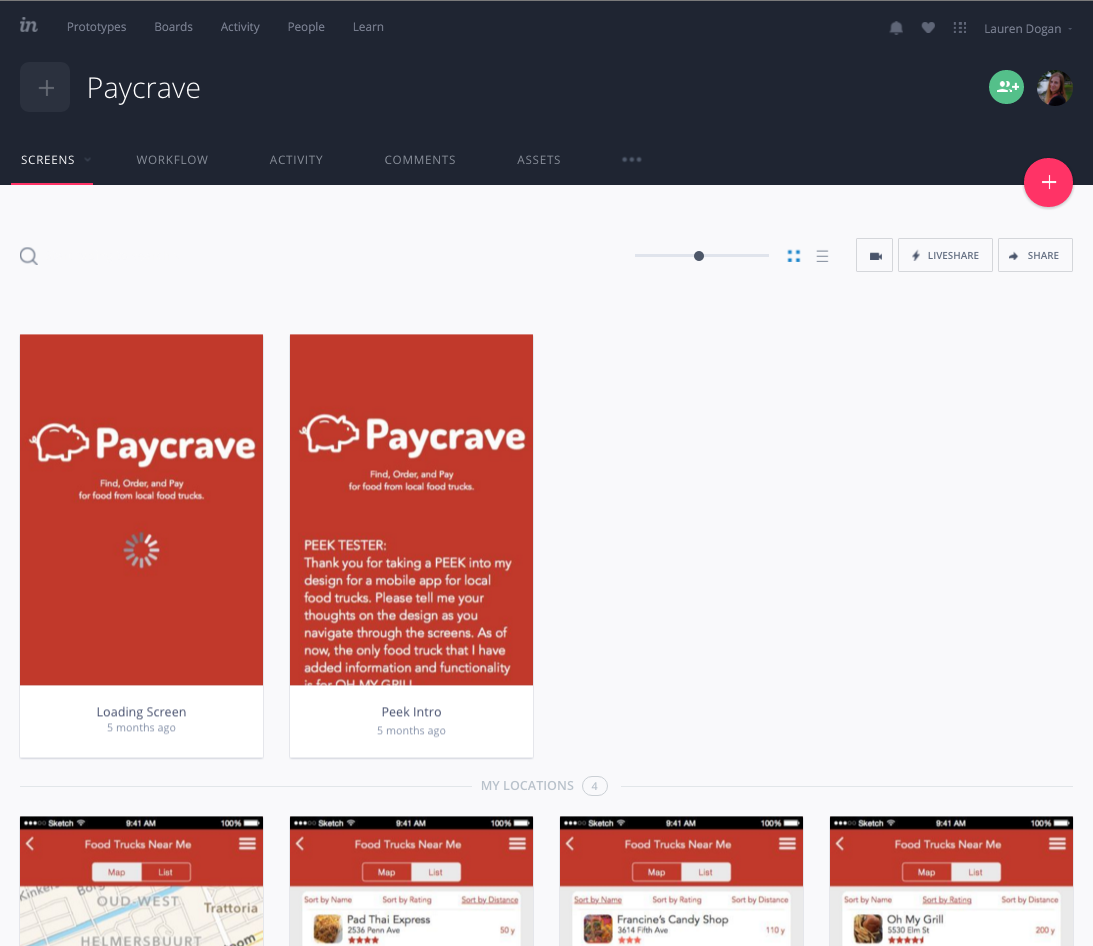 in Prototypes Boards Activity People Learn Lauren Dogan
Paycrave
SCREENS WORKFLOW ACTIVITY COMMENTS ASSETS
LIVESHARE SHARE
Paycrave
Find, Order, and Pay
for food from local food trucks.
Loading Screen
5 months ago
Paycrave
Find, Order, and Pay
for food from local food trucks.
PEEK TESTER:
Thank you for taking a PEEK into my
design for a mobile app for local
food trucks. Please tell me your
thoughts on the design as you
navigate through the screens. As of
now, the only food truck that I have
added information and functionality
is for OH MY GRILL
Peek Intro
5 months ago
MY LOCATIONS 4
Sketch 9:41 AM 100%
Food Trucks Near Me
Map List
OUD-WEST
Trattoria
HELMERSBUURT
Sketch 9:41 AM 100%
Food Trucks Near Me
Map List
Sort by Name Sort by Rating Sort by Distance
Pad Thai Express
2536 Penn Ave 50 y
Sketch 9:41 AM 100%
Food Trucks Near Me
Map List
Sort by Name Sort by Rating Sort by Distance
Francine's Candy Shop
3614 Fifth Ave 110 y
Sketch 9:41 AM 100%
Food Trucks Near Me
Map List
Sort by Name Sort by Rating Sort by Distance
Oh My Grill
5530 Elm St 200 y